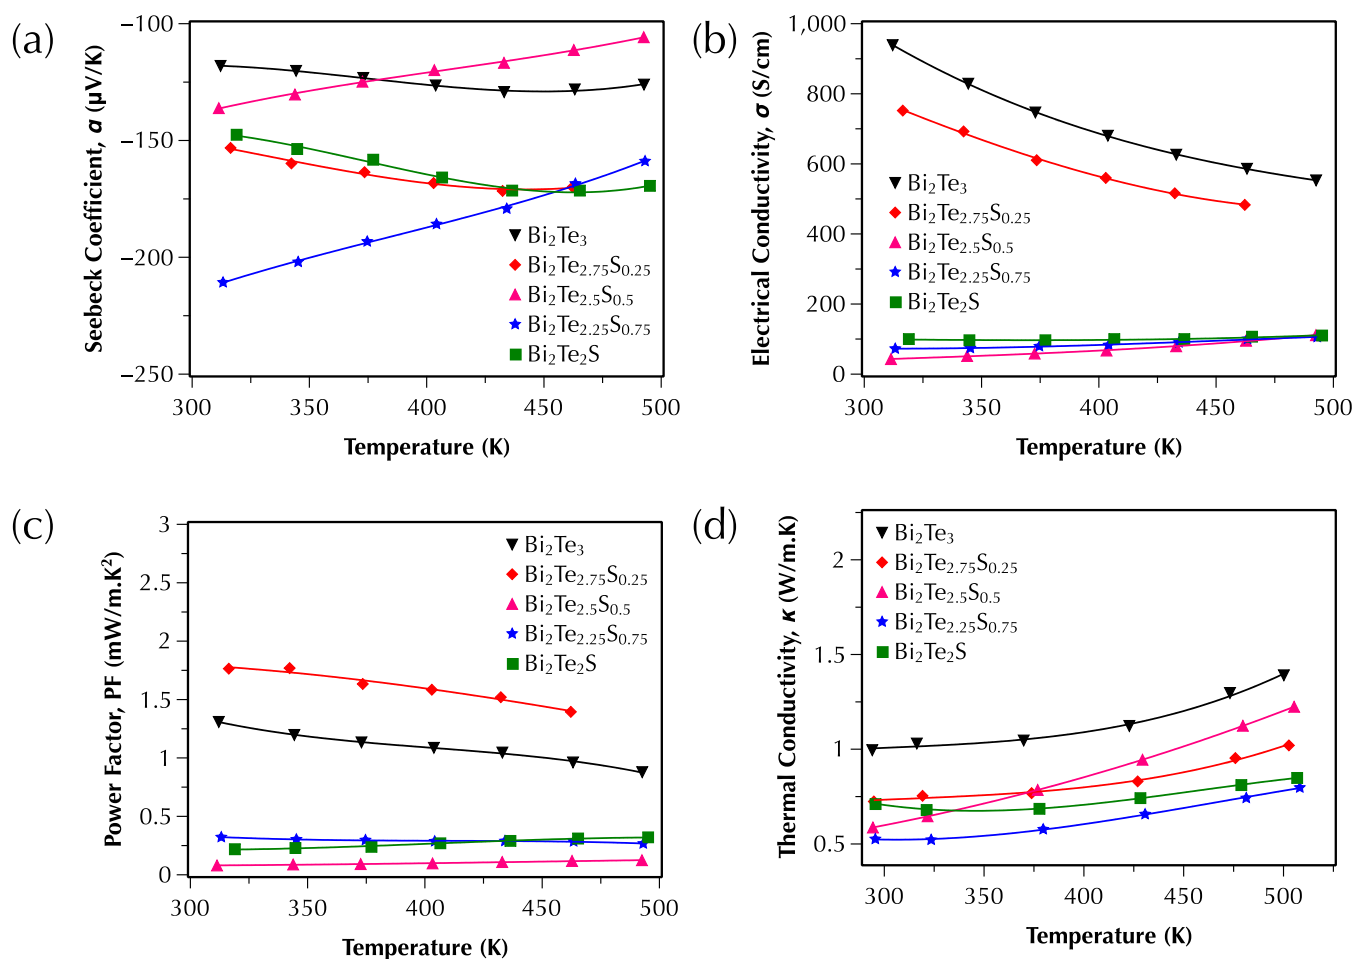 (a)
Seebeck Coefficient, α (μV/K)
−100
−150
−200
−250
300
350
400
450
500
Temperature (K)
Bi₂Te₃
Bi₂Te₂.₇₅S₀.₂₅
Bi₂Te₂.₅S₀.₅
Bi₂Te₂.₂₅S₀.₇₅
Bi₂Te₂S
(b)
Electrical Conductivity, σ (S/cm)
1,000
800
600
400
200
0
300
350
400
450
500
Temperature (K)
Bi₂Te₃
Bi₂Te₂.₇₅S₀.₂₅
Bi₂Te₂.₅S₀.₅
Bi₂Te₂.₂₅S₀.₇₅
Bi₂Te₂S
(c)
Power Factor, PF (mW/m.K²)
3
2.5
2
1.5
1
0.5
0
300
350
400
450
500
Temperature (K)
Bi₂Te₃
Bi₂Te₂.₇₅S₀.₂₅
Bi₂Te₂.₅S₀.₅
Bi₂Te₂.₂₅S₀.₇₅
Bi₂Te₂S
(d)
Thermal Conductivity, κ (W/m.K)
2
1.5
1
0.5
300
350
400
450
500
Temperature (K)
Bi₂Te₃
Bi₂Te₂.₇₅S₀.₂₅
Bi₂Te₂.₅S₀.₅
Bi₂Te₂.₂₅S₀.₇₅
Bi₂Te₂S